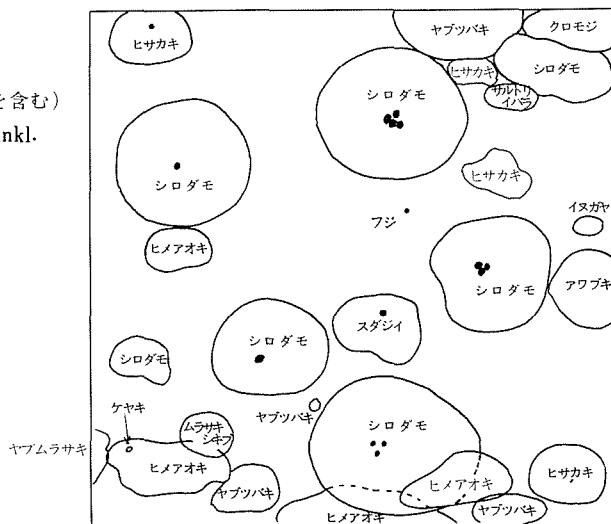 ヤブツバキ
クロモジ
ヒサカキ
ヒサカキ
シロダモ
サルトリ
イバラ
を含む)
nkl.
シロダモ
シロダモ
ヒサカキ
フジ
イヌガヤ
ヒメアオキ
シロダモ
アワブキ
スダジイ
シロダモ
シロダモ
ケヤキ
ヤブツバキ
ムラサキ
シキブ
シロダモ
ヤブムラサキ
ヒメアオキ
ヒメアオキ
ヒサカキ
ヤブツバキ
ヤブツバキ
ヒメアオキ